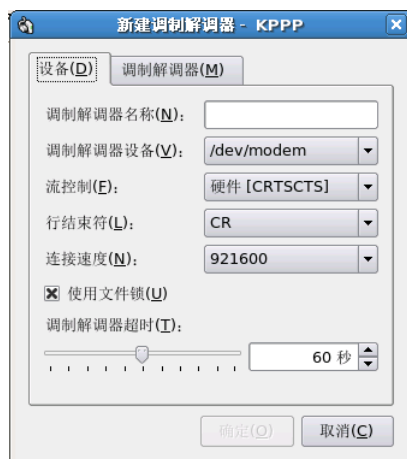 新建调制解调器 - KPPP
设备(D) 调制解调器(M)
调制解调器名称(N):
调制解调器设备(V): /dev/modem
流控制(F): 硬件 [CRTSCTS]
行结束符(L): CR
连接速度(N): 921600
使用文件锁(U)
调制解调器超时(T):
60 秒
确定(O) 取消(C)